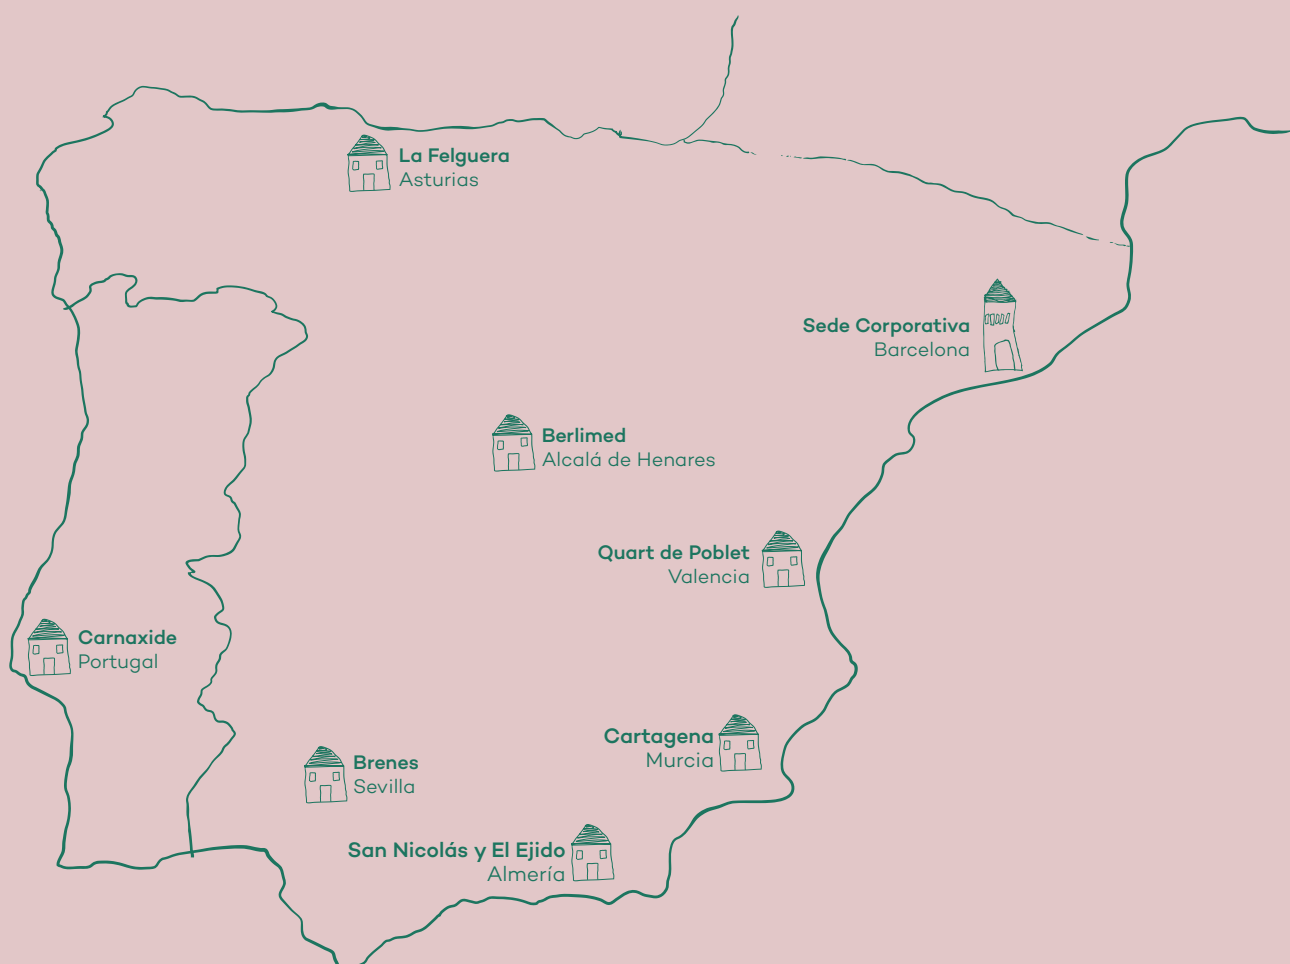 La Felguera
Asturias
Sede Corporativa
Barcelona
Berlimed
Alcalá de Henares
Quart de Poblet
Valencia
Carnaxide
Portugal
Cartagena
Murcia
Brenes
Sevilla
San Nicolás y El Ejido
Almería